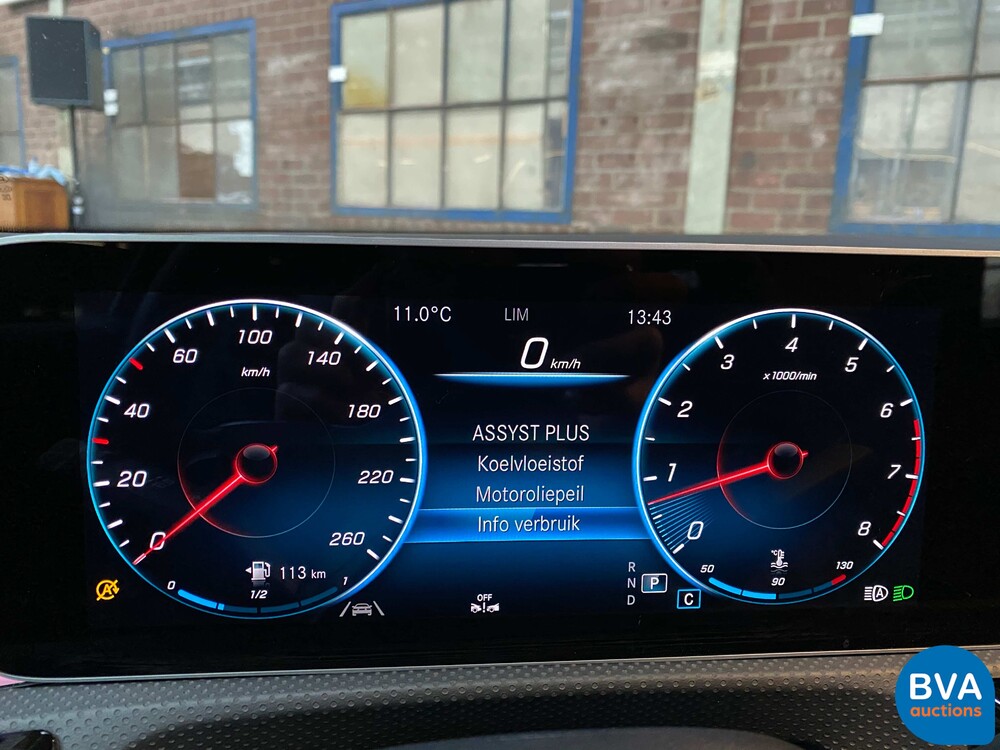 11.0°C LIM 13:43
0 km/h
0 20 40 60 100 140 180 220 260
km/h
0 1 2 3 4 5 6 7 8
x1000/min
ASSYST PLUS
Koelvloeistof
Motoroliepeil
Info verbruik
113 km
0 1/2 1
OFF
R
N P
D
C
°C
50 90 130
A
A
BVA
auctions